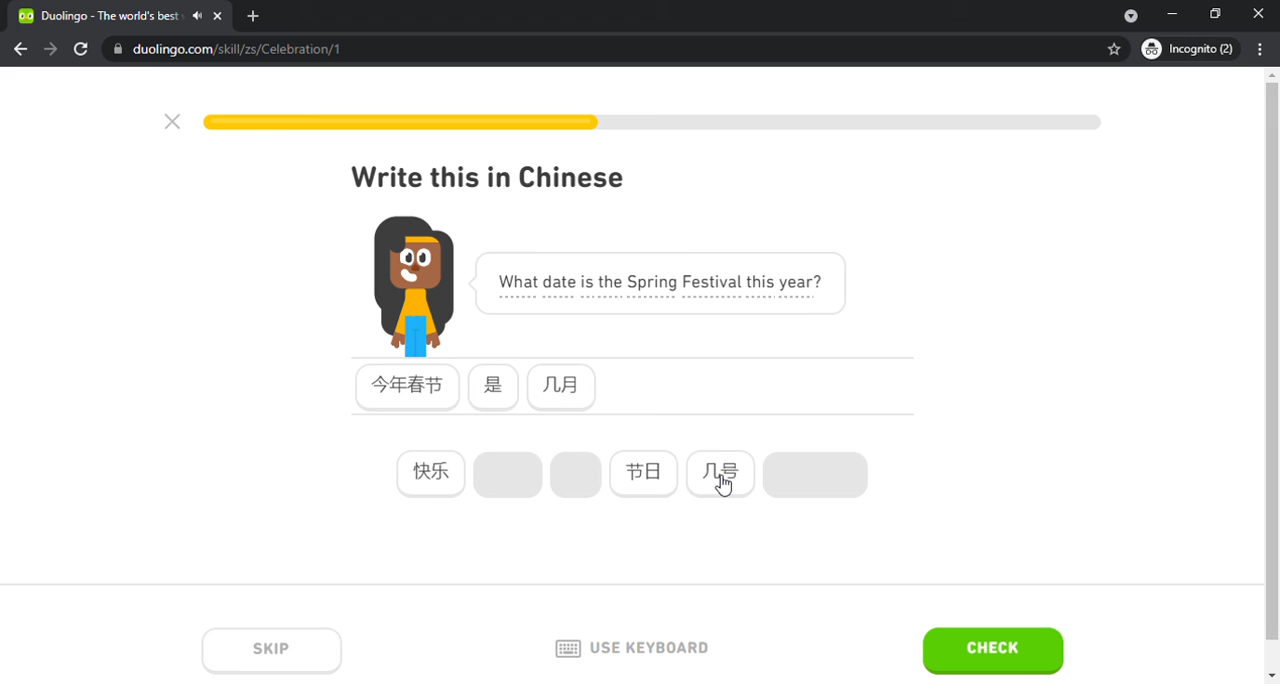 Duolingo - The world's best
duolingo.com/skill/zs/Celebration/1
Incognito (2)
Write this in Chinese
What date is the Spring Festival this year?
今年春节 是 几月
快乐 节日 几号
SKIP USE KEYBOARD CHECK